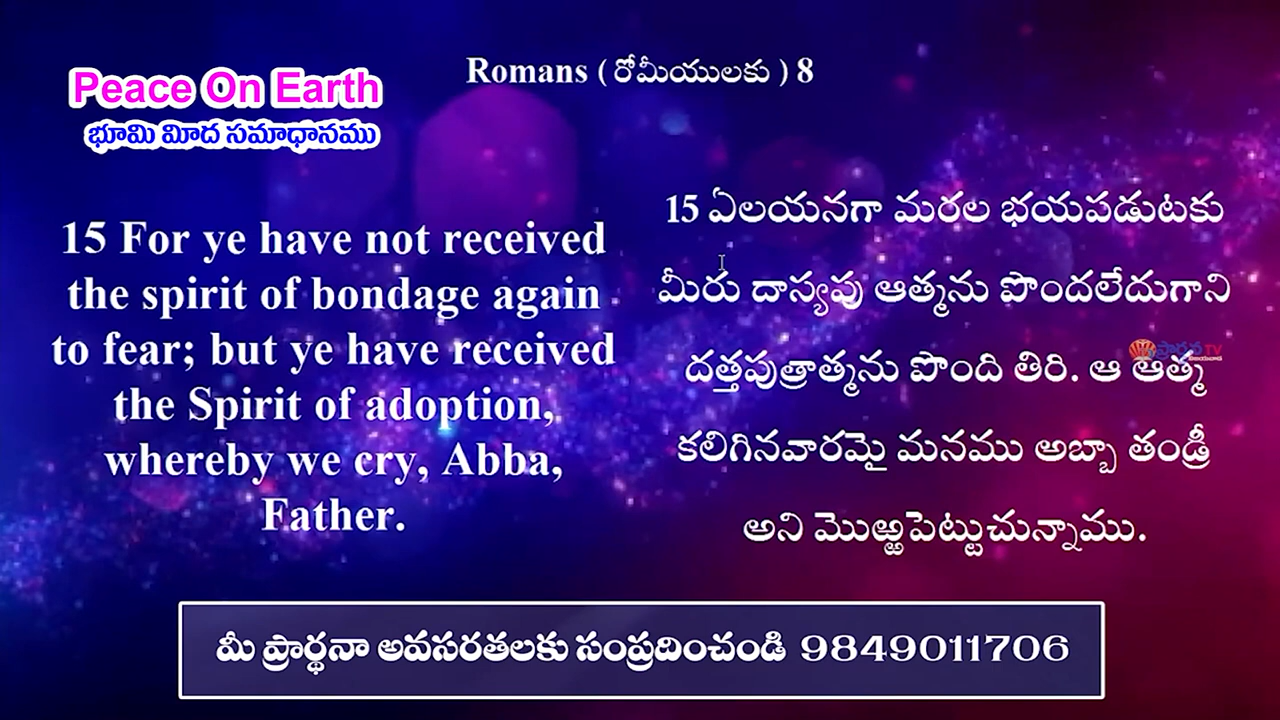 Peace On Earth
భూమి మీద సమాధానము
Romans ( రోమీయులకు ) 8
15 For ye have not received
the spirit of bondage again
to fear; but ye have received
the Spirit of adoption,
whereby we cry, Abba,
Father.
15 ఏలయనగా మరల భయపడుటకు
మీరు దాస్యపు ఆత్మను పొందలేదుగాని
దత్తపుత్రాత్మను పొంది తిరి. ఆ ఆత్మ
కలిగినవారమై మనము అబ్బా తండ్రీ
అని మొఱ్ఱపెట్టుచున్నాము.
ప్రార్థన TV
విజయవాడ
మీ ప్రార్థనా అవసరతలకు సంప్రదించండి 9849011706